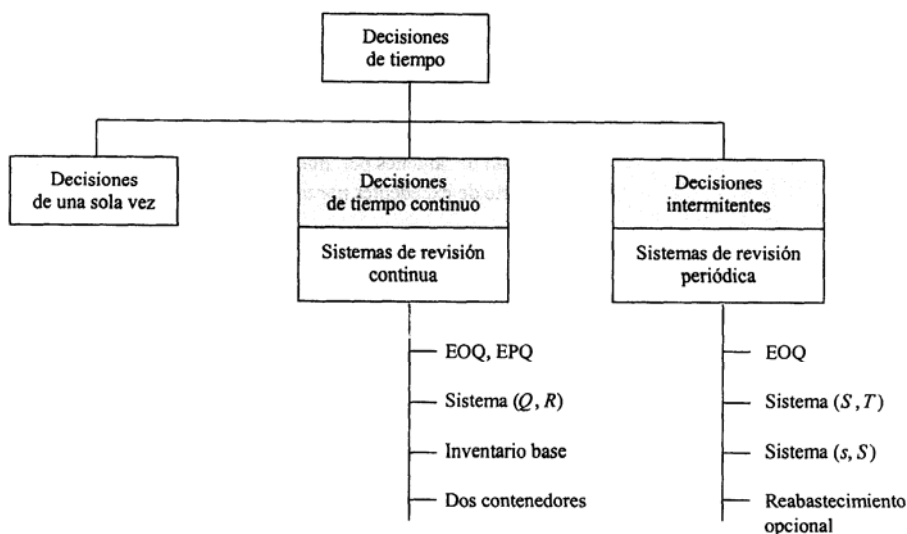 Decisiones
de tiempo
Decisiones
de una sola vez
Decisiones
de tiempo continuo
Sistemas de revisión
continua
EOQ, EPQ
Sistema (Q, R)
Inventario base
Dos contenedores
Decisiones
intermitentes
Sistemas de revisión
periódica
EOQ
Sistema (S, T)
Sistema (s, S)
Reabastecimiento
opcional